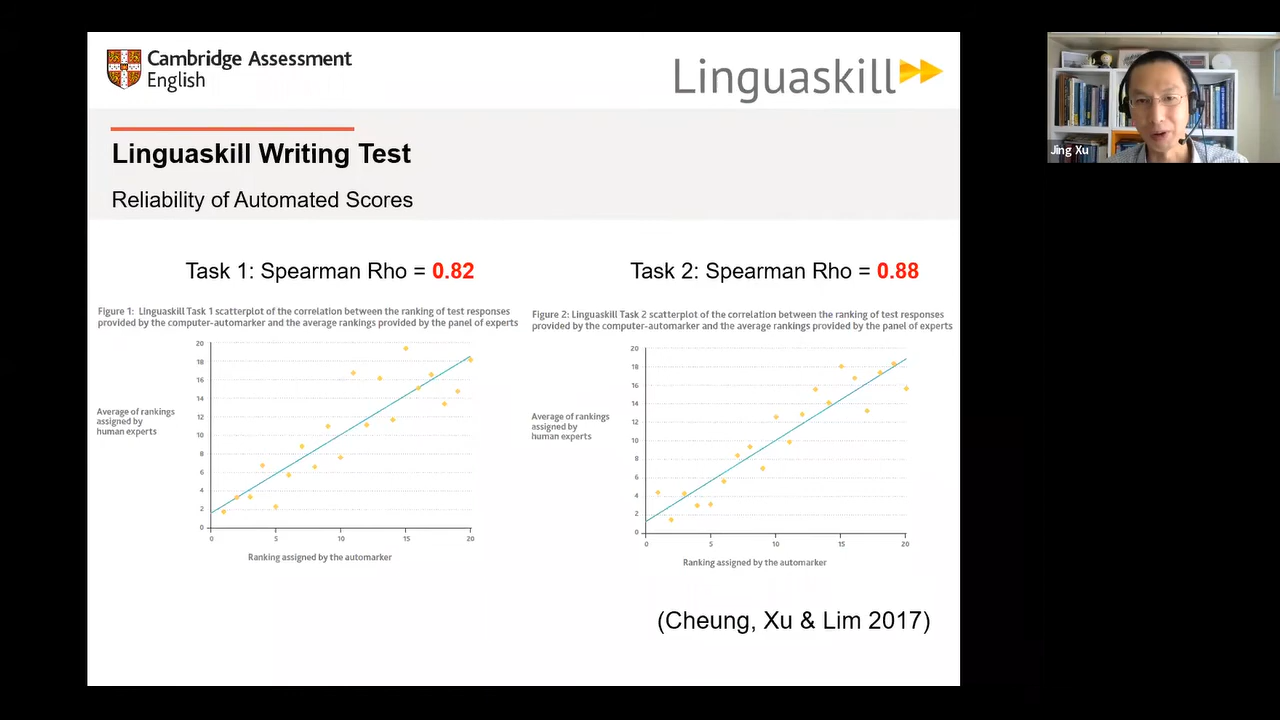 Cambridge Assessment
English
Linguaskill
Linguaskill Writing Test
Reliability of Automated Scores
Task 1: Spearman Rho = 0.82
Figure 1: Linguaskill Task 1 scatterplot of the correlation between the ranking of test responses
provided by the computer-automarker and the average rankings provided by the panel of experts
20
18
16
14
12
10
8
6
4
2
0
Average of rankings
assigned by
human experts
0 5 10 15 20
Ranking assigned by the automarker
Task 2: Spearman Rho = 0.88
Figure 2: Linguaskill Task 2 scatterplot of the correlation between the ranking of test responses
provided by the computer-automarker and the average rankings provided by the panel of experts
20
18
16
14
12
10
8
6
4
2
0
Average of rankings
assigned by
human experts
0 5 10 15 20
Ranking assigned by the automarker
(Cheung, Xu & Lim 2017)
Jing Xu